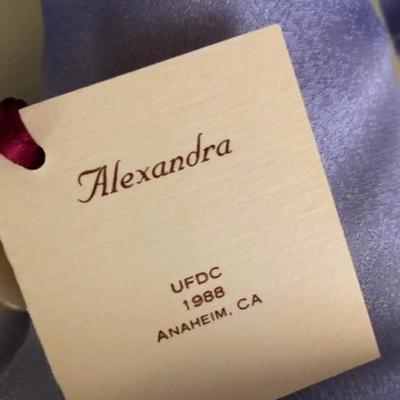 Alexandra
UFDC
1988
ANAHEIM, CA